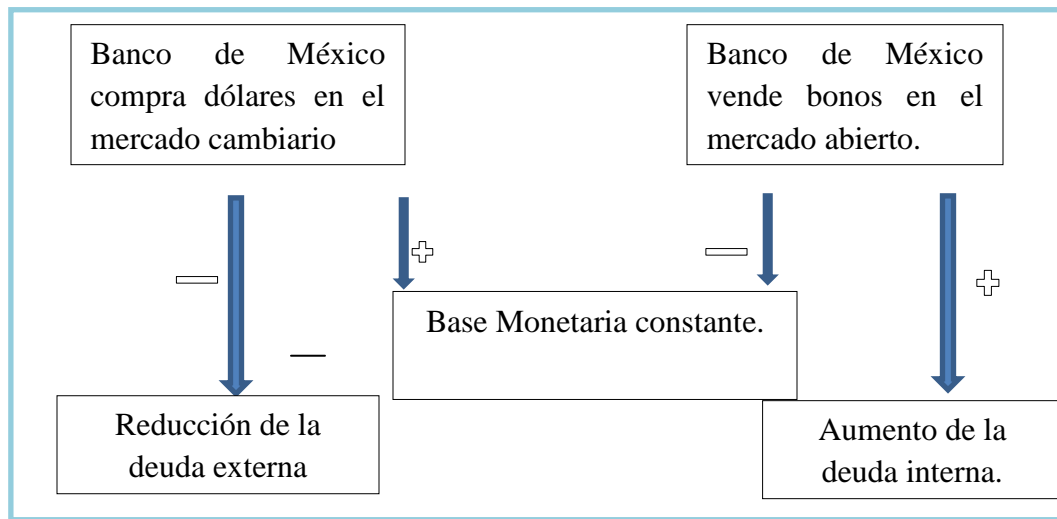 Banco de México
compra dólares en el
mercado cambiario
Banco de México
vende bonos en el
mercado abierto.
Base Monetaria constante.
Reducción de la
deuda externa
Aumento de la
deuda interna.